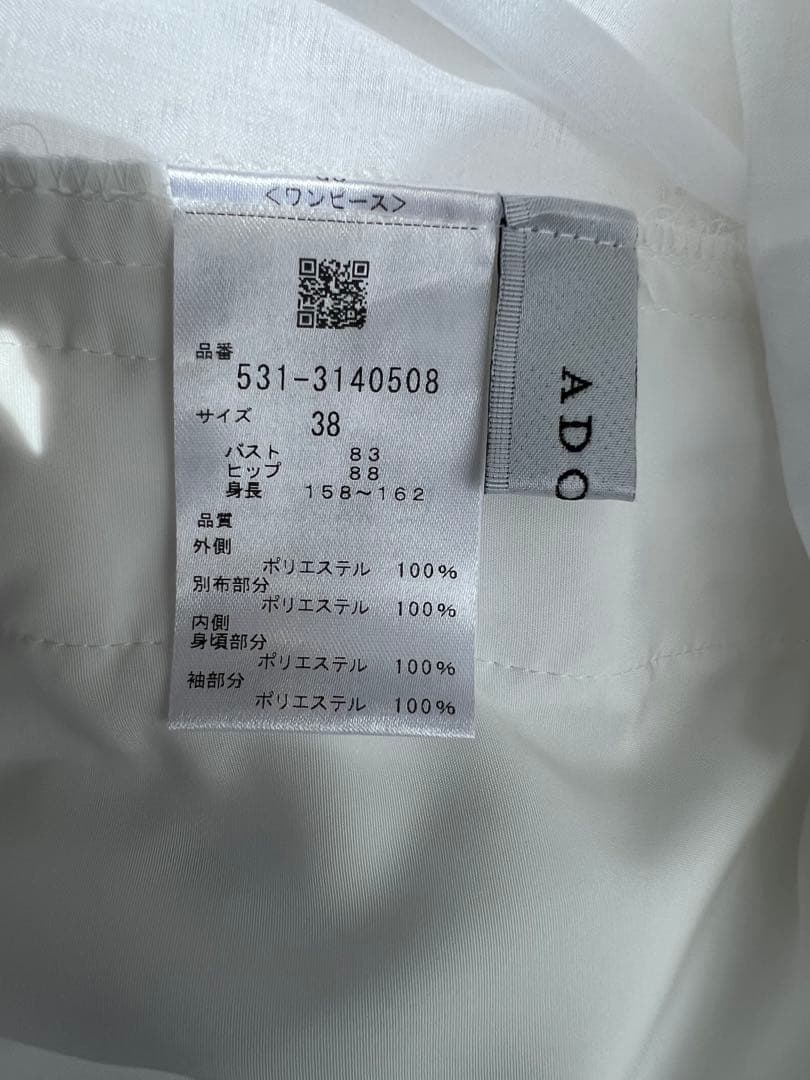 <ワンピース>
品番
531-3140508
サイズ 38
バスト 83
ヒップ 88
身長 158～162
品質
外側
ポリエステル 100%
別布部分
ポリエステル 100%
内側
身頃部分
ポリエステル 100%
袖部分
ポリエステル 100%
ADO